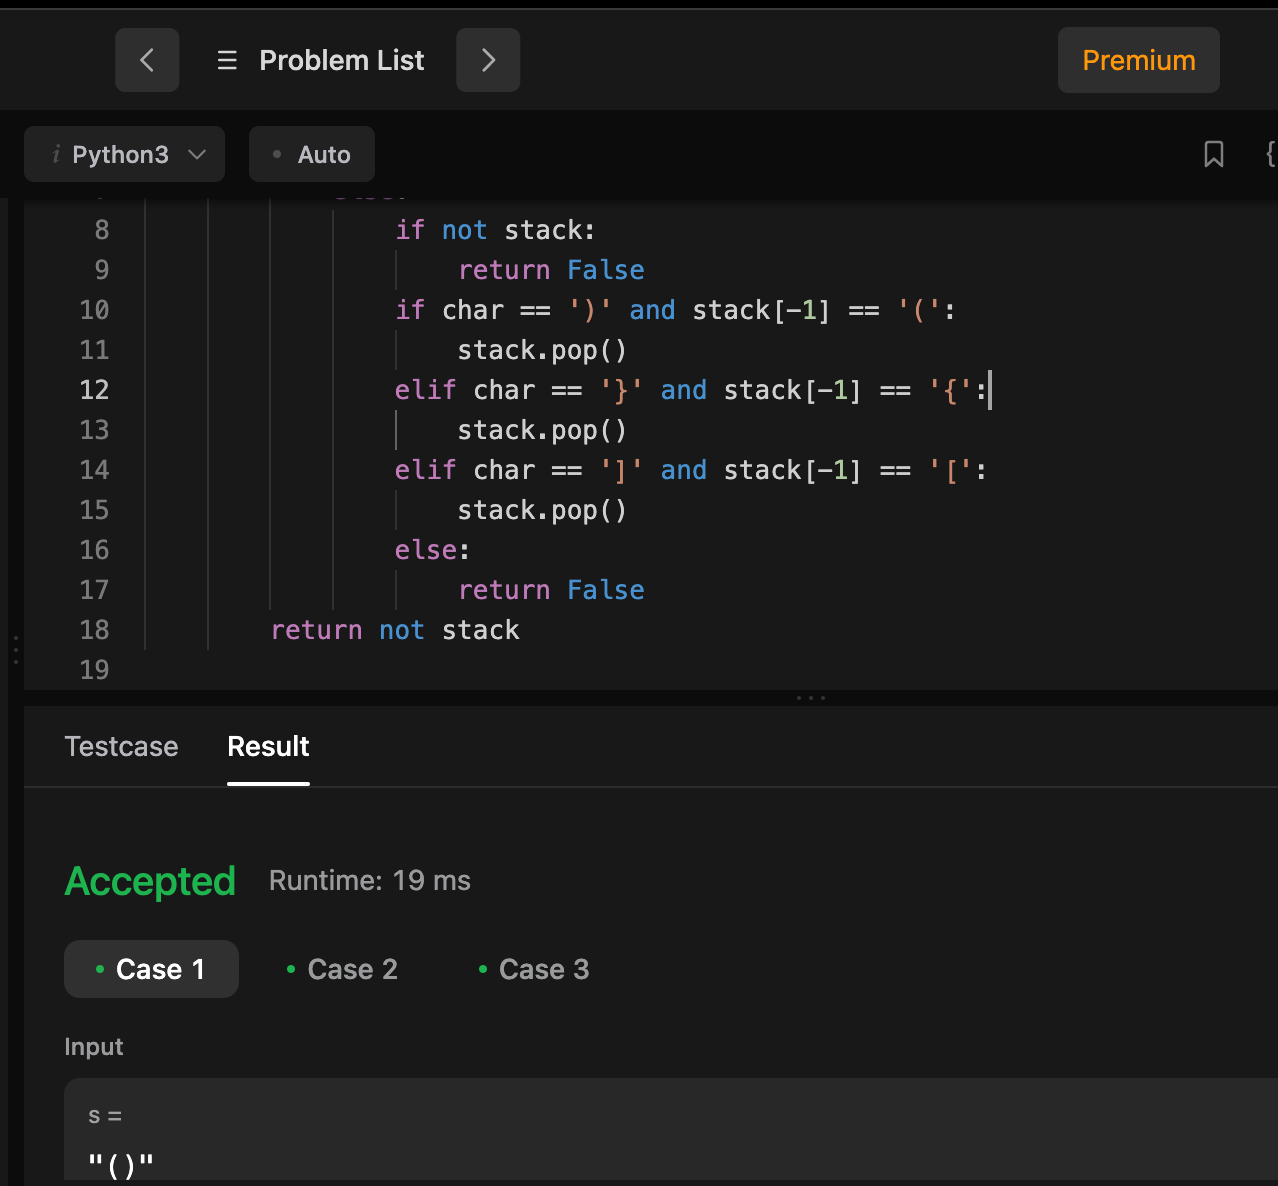 Problem List
Premium
i Python3
Auto
{
8 if not stack:
9 return False
10 if char == ')' and stack[-1] == '(':
11 stack.pop()
12 elif char == '}' and stack[-1] == '{':
13 stack.pop()
14 elif char == ']' and stack[-1] == '[':
15 stack.pop()
16 else:
17 return False
18 return not stack
19
Testcase
Result
Accepted
Runtime: 19 ms
Case 1
Case 2
Case 3
Input
s =
"()"